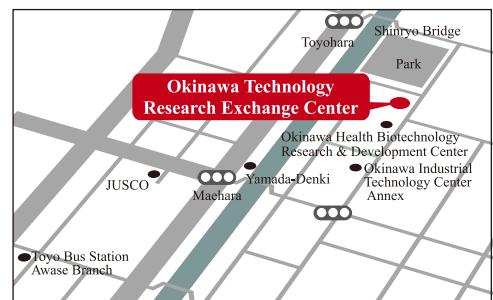 Toyohara
Shinryo Bridge
Park
Okinawa Technology
Research Exchange Center
Okinawa Health Biotechnology
Research & Development Center
Okinawa Industrial
Technology Center
Annex
Yamada-Denki
JUSCO
Maehara
Toyo Bus Station
Awase Branch